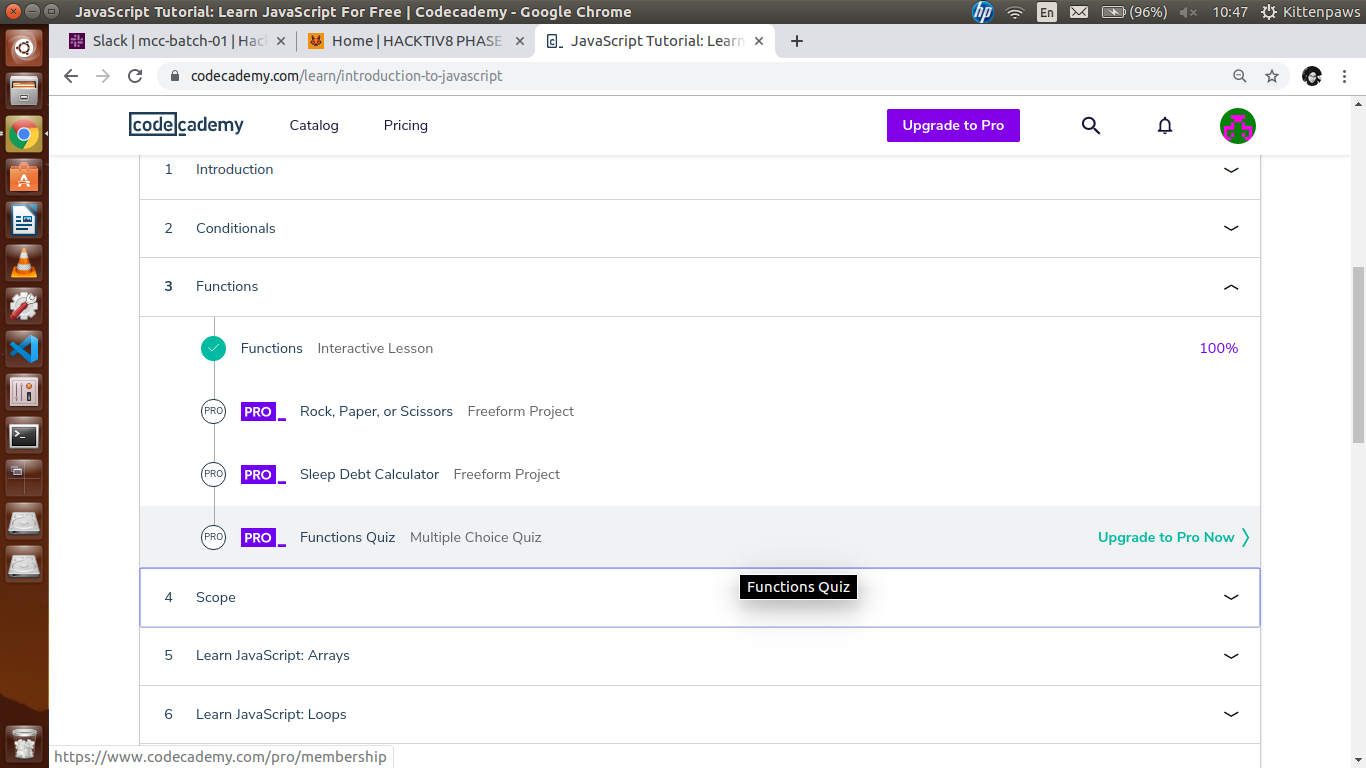 JavaScript Tutorial: Learn JavaScript For Free | Codecademy - Google Chrome
hp
En
(96%)
10:47
Kittenpaws
Slack | mcc-batch-01 | Hac
Home | HACKTIV8 PHASE
JavaScript Tutorial: Learn
codecademy.com/learn/introduction-to-javascript
codecademy
Catalog
Pricing
Upgrade to Pro
1 Introduction
2 Conditionals
3 Functions
Functions Interactive Lesson 100%
PRO PRO_ Rock, Paper, or Scissors Freeform Project
PRO PRO_ Sleep Debt Calculator Freeform Project
PRO PRO_ Functions Quiz Multiple Choice Quiz Upgrade to Pro Now
Functions Quiz
4 Scope
5 Learn JavaScript: Arrays
6 Learn JavaScript: Loops
https://www.codecademy.com/pro/membership